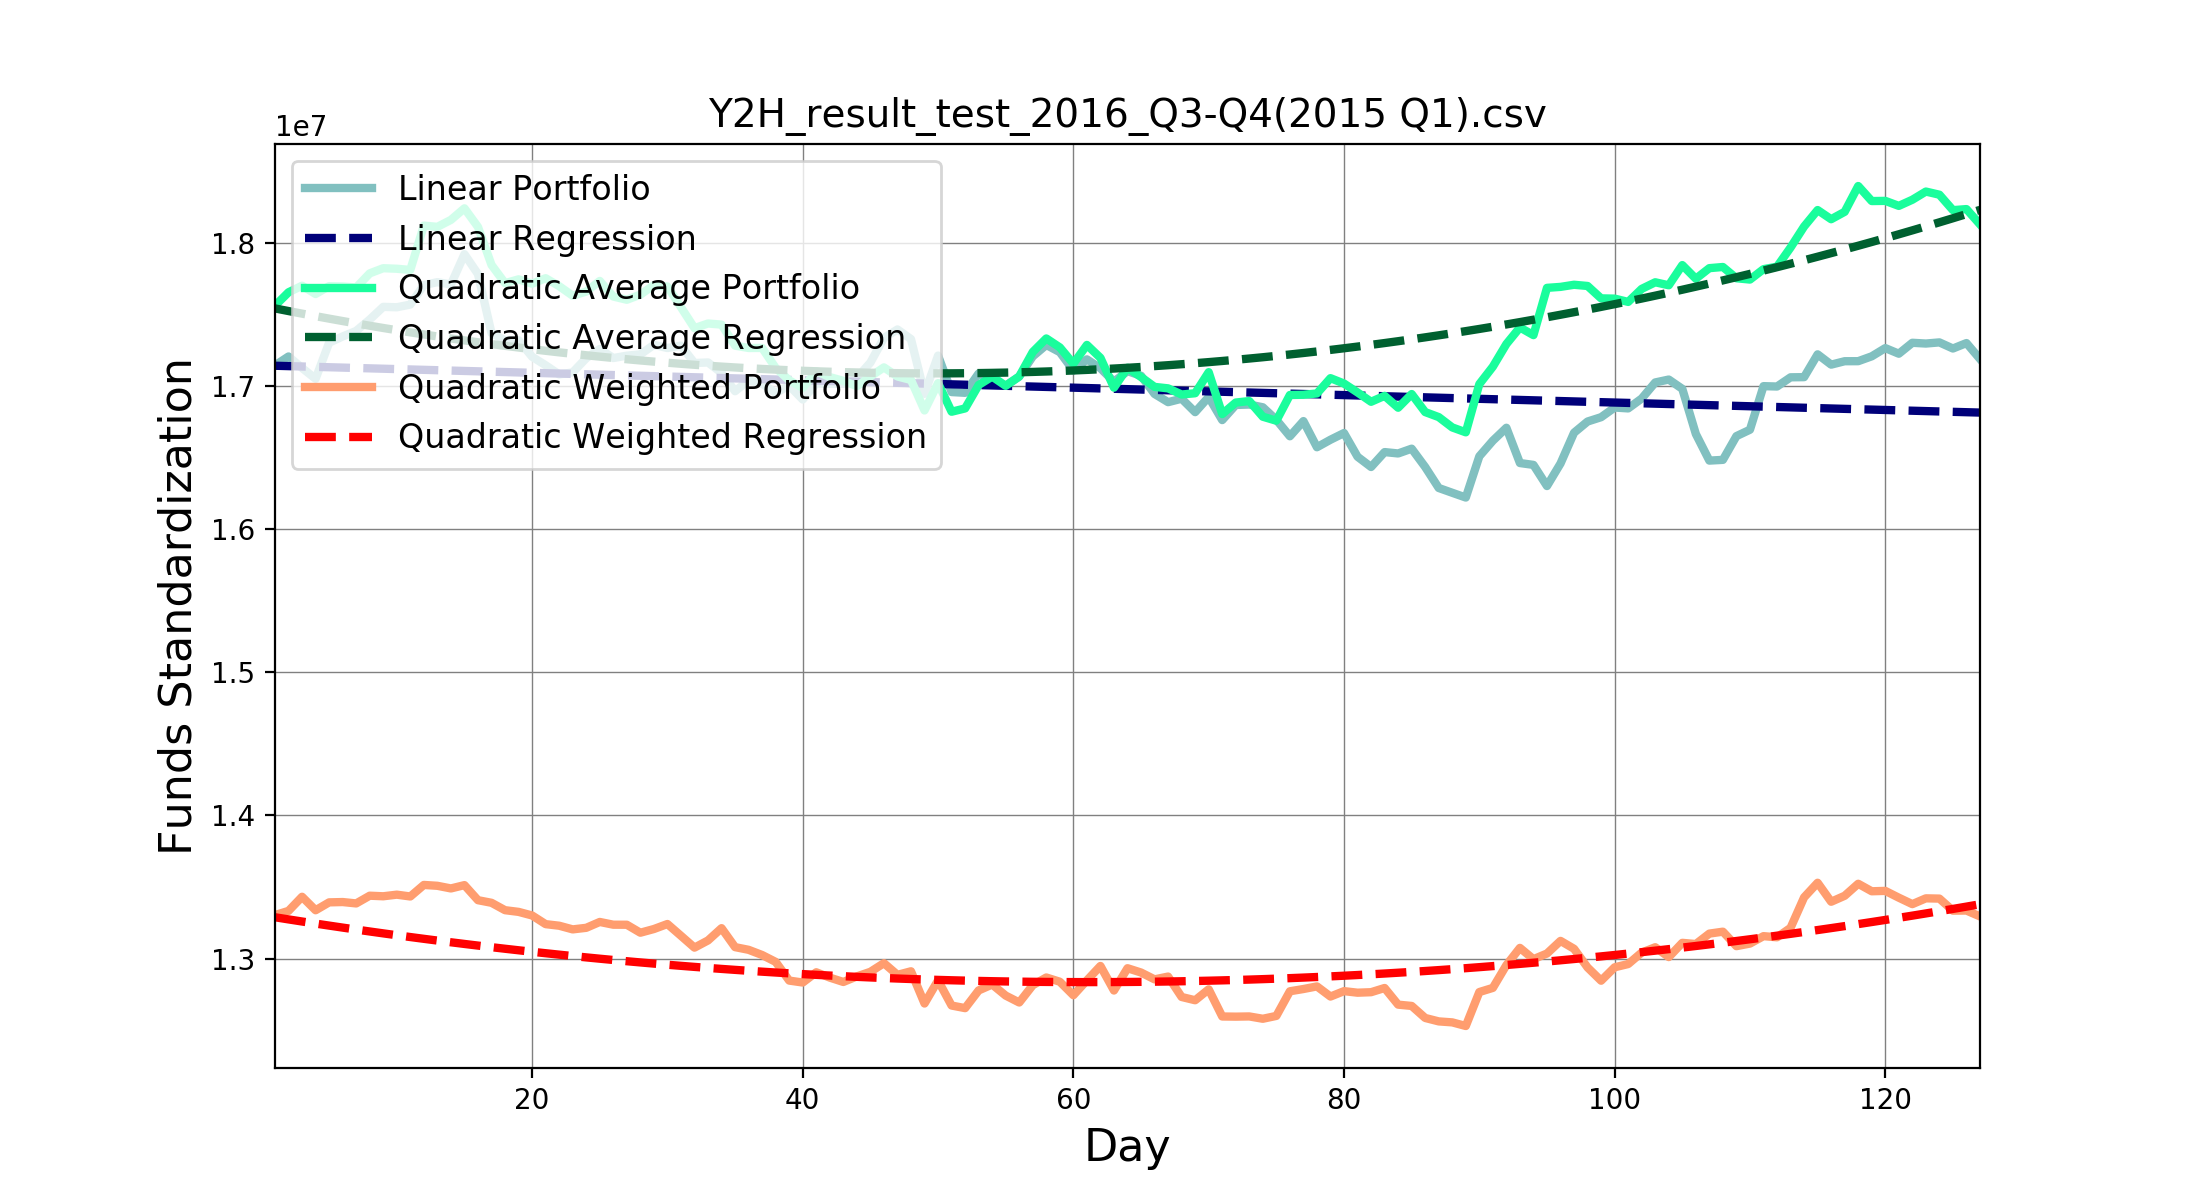 Y2H_result_test_2016_Q3-Q4(2015 Q1).csv
1e7
Linear Portfolio
Linear Regression
Quadratic Average Portfolio
Quadratic Average Regression
Quadratic Weighted Portfolio
Quadratic Weighted Regression
1.8
1.7
1.6
1.5
1.4
1.3
Funds Standardization
20 40 60 80 100 120
Day